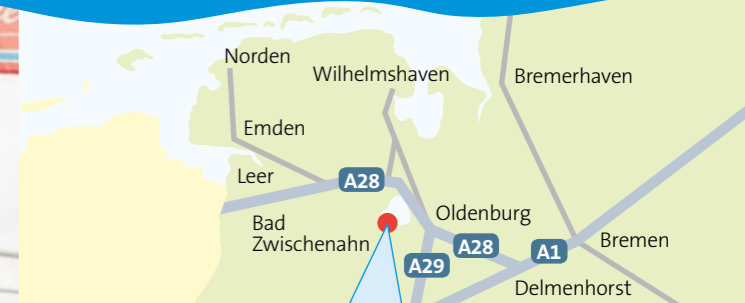 Norden
Wilhelmshaven
Bremerhaven
Emden
Leer
A28
Bad
Zwischenahn
Oldenburg
A28
A29
A1
Bremen
Delmenhorst